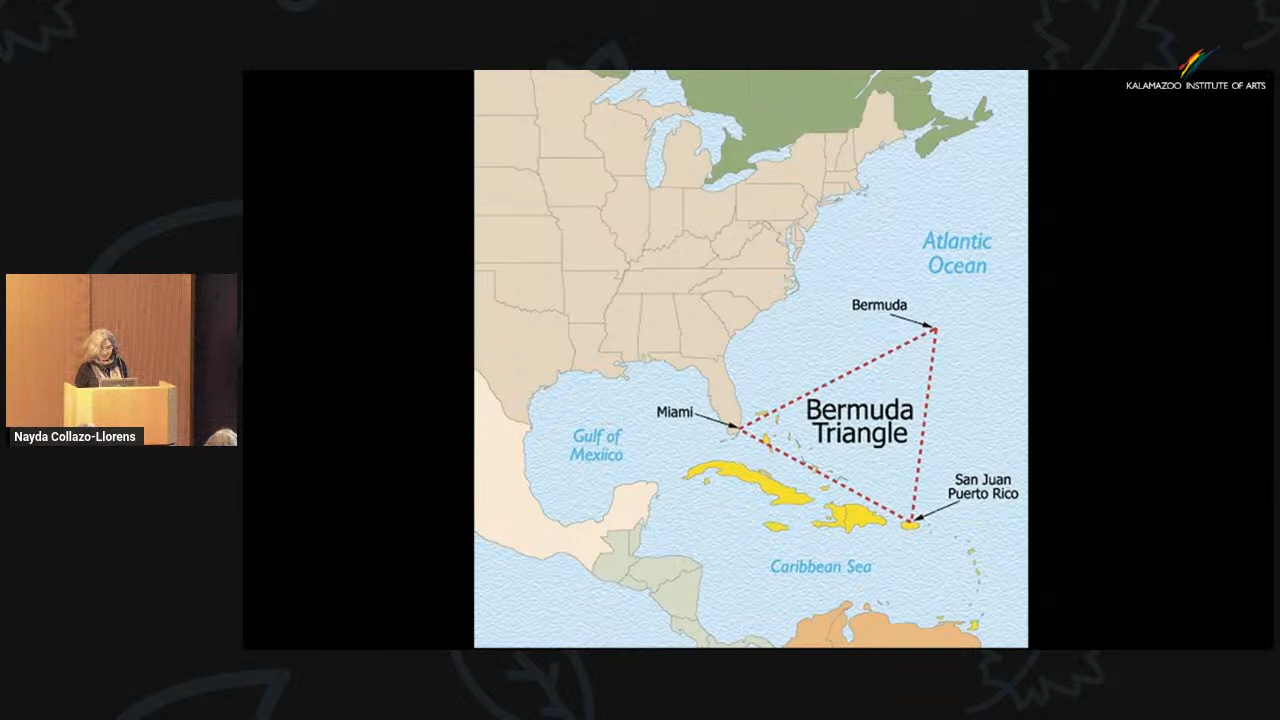 KALAMAZOO INSTITUTE OF ARTS
Atlantic
Ocean
Bermuda
Miami
Bermuda
Triangle
Gulf of
Mexiico
San Juan
Puerto Rico
Caribbean Sea
Nayda Collazo-Llorens